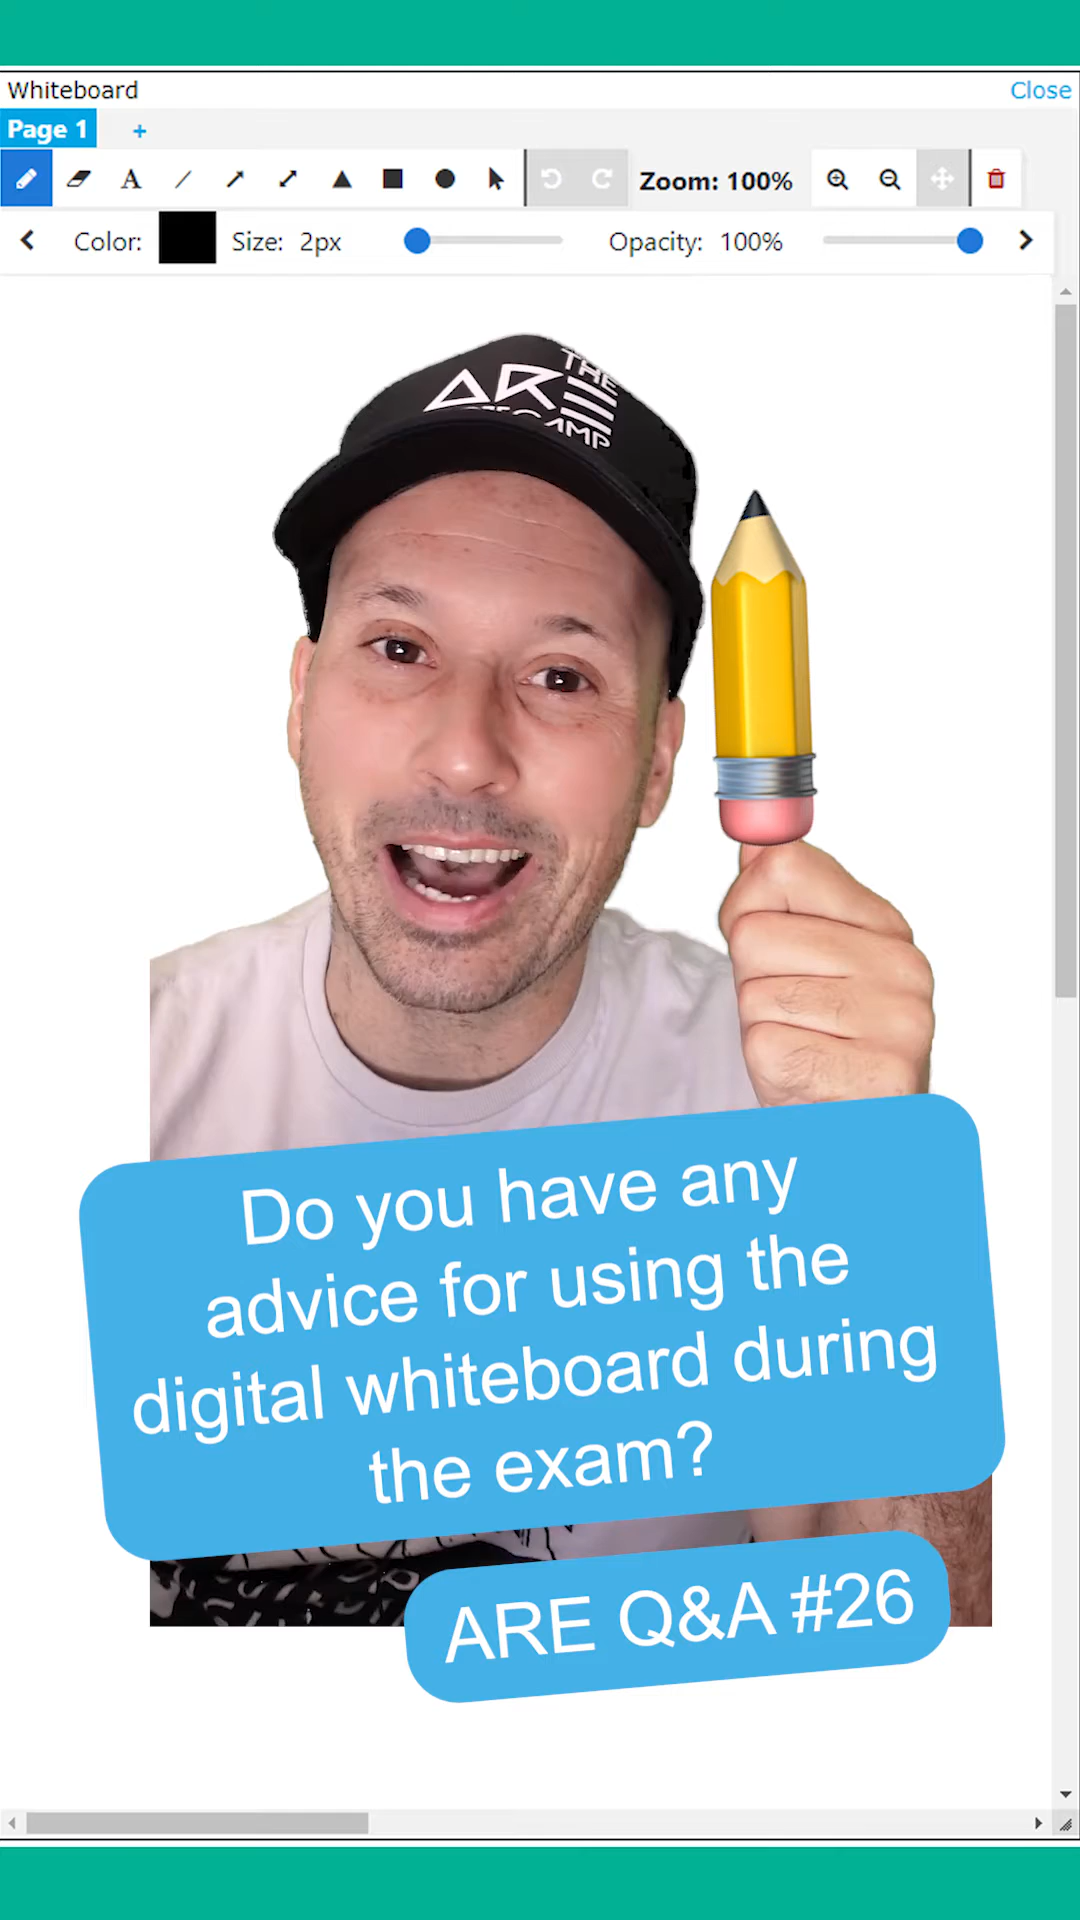 Whiteboard Close
Page 1 +
A Zoom: 100%
Color: Size: 2px Opacity: 100%
THE
ARE
CAMP
Do you have any
advice for using the
digital whiteboard during
the exam?
ARE Q&A #26